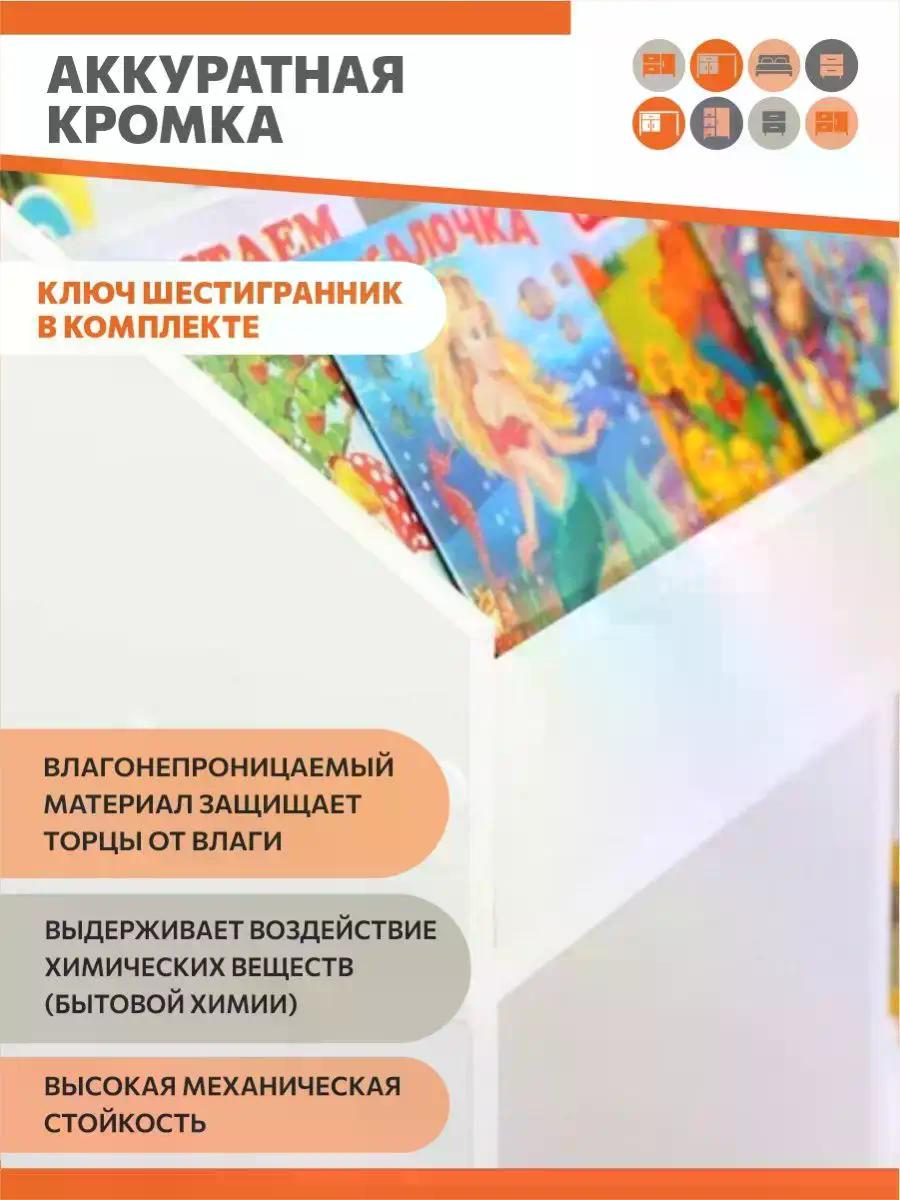 АККУРАТНАЯ
КРОМКА
КЛЮЧ ШЕСТИГРАННИК
В КОМПЛЕКТЕ
ВЛАГОНЕПРОНИЦАЕМЫЙ
МАТЕРИАЛ ЗАЩИЩАЕТ
ТОРЦЫ ОТ ВЛАГИ
ВЫДЕРЖИВАЕТ ВОЗДЕЙСТВИЕ
ХИМИЧЕСКИХ ВЕЩЕСТВ
(БЫТОВОЙ ХИМИИ)
ВЫСОКАЯ МЕХАНИЧЕСКАЯ
СТОЙКОСТЬ